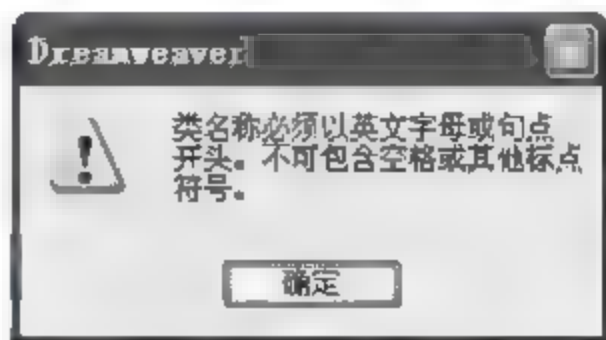 Dreamweaver
类名称必须以英文字母或句点
开头。不可包含空格或其他标点
符号。
确定